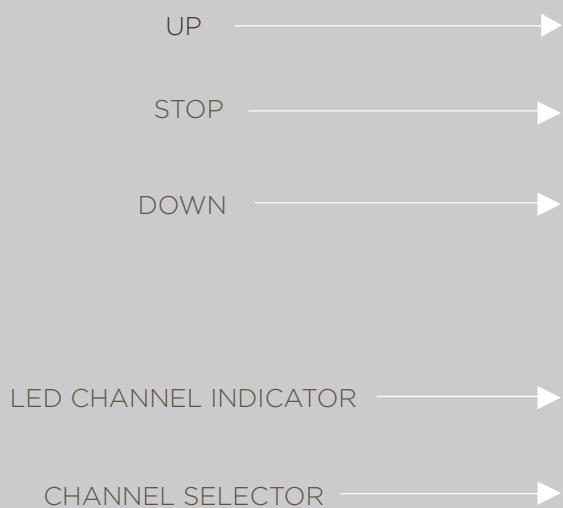 UP
STOP
DOWN
LED CHANNEL INDICATOR
CHANNEL SELECTOR